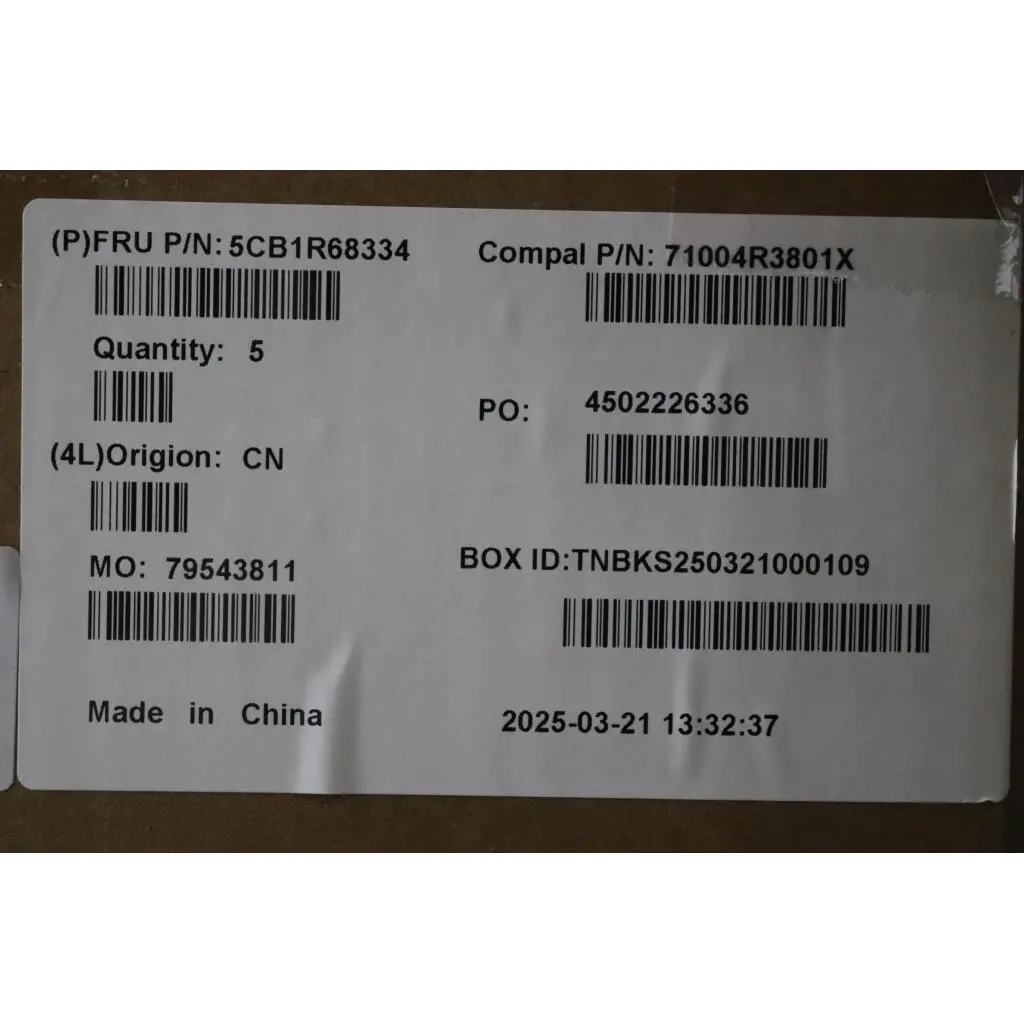 (P)FRU P/N: 5CB1R68334
Compal P/N: 71004R3801X
Quantity: 5
PO: 4502226336
(4L)Origion: CN
MO: 79543811
BOX ID:TNBKS250321000109
Made in China
2025-03-21 13:32:37